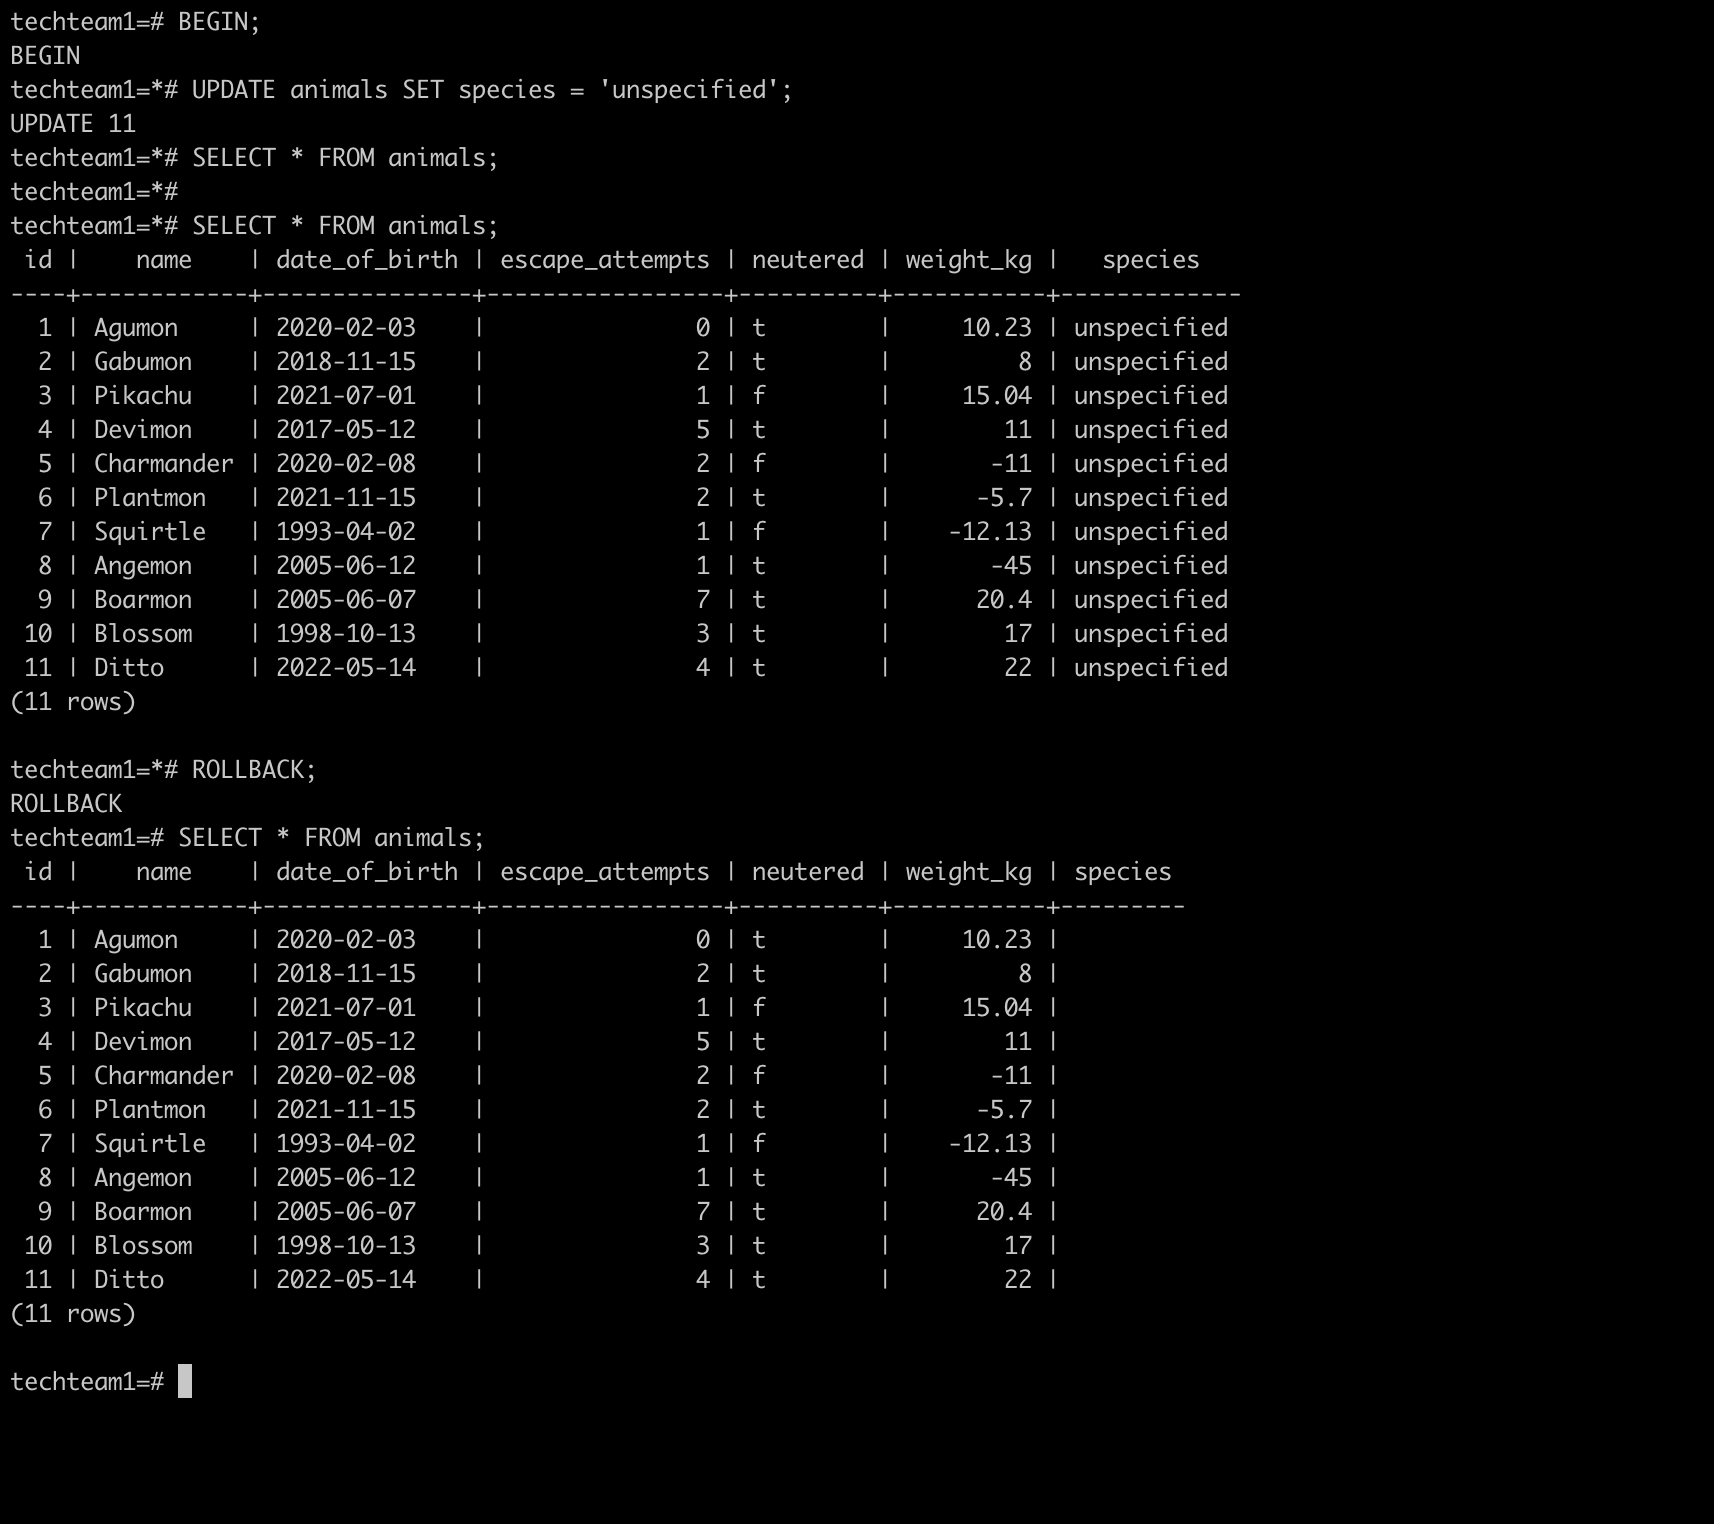 techteam1=# BEGIN;
BEGIN
techteam1=*# UPDATE animals SET species = 'unspecified';
UPDATE 11
techteam1=*# SELECT * FROM animals;
techteam1=*#
techteam1=*# SELECT * FROM animals;
 id |    name    | date_of_birth | escape_attempts | neutered | weight_kg |   species
----+------------+---------------+-----------------+----------+-----------+-------------
  1 | Agumon     | 2020-02-03    |               0 | t        |     10.23 | unspecified
  2 | Gabumon    | 2018-11-15    |               2 | t        |         8 | unspecified
  3 | Pikachu    | 2021-07-01    |               1 | f        |     15.04 | unspecified
  4 | Devimon    | 2017-05-12    |               5 | t        |        11 | unspecified
  5 | Charmander | 2020-02-08    |               2 | f        |       -11 | unspecified
  6 | Plantmon   | 2021-11-15    |               2 | t        |      -5.7 | unspecified
  7 | Squirtle   | 1993-04-02    |               1 | f        |    -12.13 | unspecified
  8 | Angemon    | 2005-06-12    |               1 | t        |       -45 | unspecified
  9 | Boarmon    | 2005-06-07    |               7 | t        |      20.4 | unspecified
 10 | Blossom    | 1998-10-13    |               3 | t        |        17 | unspecified
 11 | Ditto      | 2022-05-14    |               4 | t        |        22 | unspecified
(11 rows)

techteam1=*# ROLLBACK;
ROLLBACK
techteam1=# SELECT * FROM animals;
 id |    name    | date_of_birth | escape_attempts | neutered | weight_kg | species
----+------------+---------------+-----------------+----------+-----------+---------
  1 | Agumon     | 2020-02-03    |               0 | t        |     10.23 |
  2 | Gabumon    | 2018-11-15    |               2 | t        |         8 |
  3 | Pikachu    | 2021-07-01    |               1 | f        |     15.04 |
  4 | Devimon    | 2017-05-12    |               5 | t        |        11 |
  5 | Charmander | 2020-02-08    |               2 | f        |       -11 |
  6 | Plantmon   | 2021-11-15    |               2 | t        |      -5.7 |
  7 | Squirtle   | 1993-04-02    |               1 | f        |    -12.13 |
  8 | Angemon    | 2005-06-12    |               1 | t        |       -45 |
  9 | Boarmon    | 2005-06-07    |               7 | t        |      20.4 |
 10 | Blossom    | 1998-10-13    |               3 | t        |        17 |
 11 | Ditto      | 2022-05-14    |               4 | t        |        22 |
(11 rows)

techteam1=#